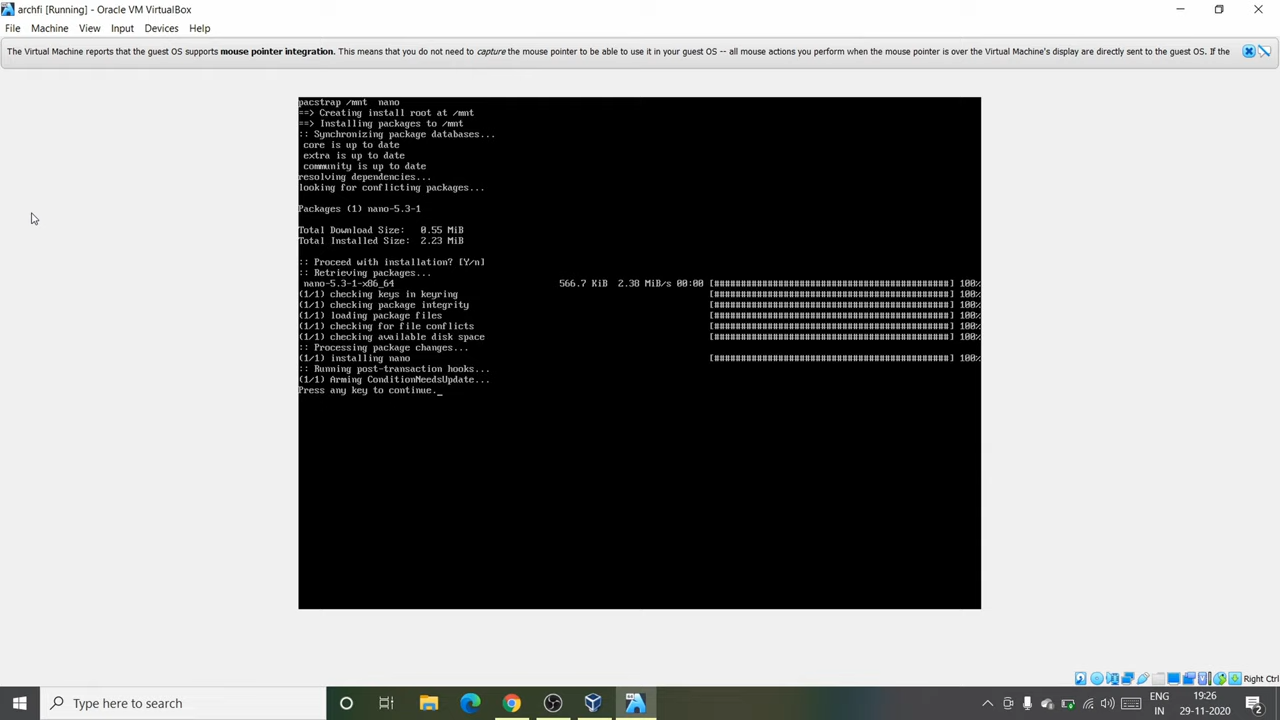 archfi [Running] - Oracle VM VirtualBox
File Machine View Input Devices Help
The Virtual Machine reports that the guest OS supports mouse pointer integration. This means that you do not need to capture the mouse pointer to be able to use it in your guest OS -- all mouse actions you perform when the mouse pointer is over the Virtual Machine's display are directly sent to the guest OS. If the
pacstrap /mnt  nano
==> Creating install root at /mnt
==> Installing packages to /mnt
:: Synchronizing package databases...
core is up to date
extra is up to date
community is up to date
resolving dependencies...
looking for conflicting packages...
Packages (1) nano-5.3-1
Total Download Size:   0.55 MiB
Total Installed Size:  2.23 MiB
:: Proceed with installation? [Y/n]
:: Retrieving packages...
nano-5.3-1-x86_64 566.7 KiB 2.38 MiB/s 00:00 [######################################] 100%
(1/1) checking keys in keyring [######################################] 100%
(1/1) checking package integrity [######################################] 100%
(1/1) loading package files [######################################] 100%
(1/1) checking for file conflicts [######################################] 100%
(1/1) checking available disk space [######################################] 100%
:: Processing package changes...
(1/1) installing nano [######################################] 100%
:: Running post-transaction hooks...
(1/1) Arming ConditionNeedsUpdate...
Press any key to continue._
Right Ctrl
Type here to search
ENG
IN
19:26
29-11-2020
2